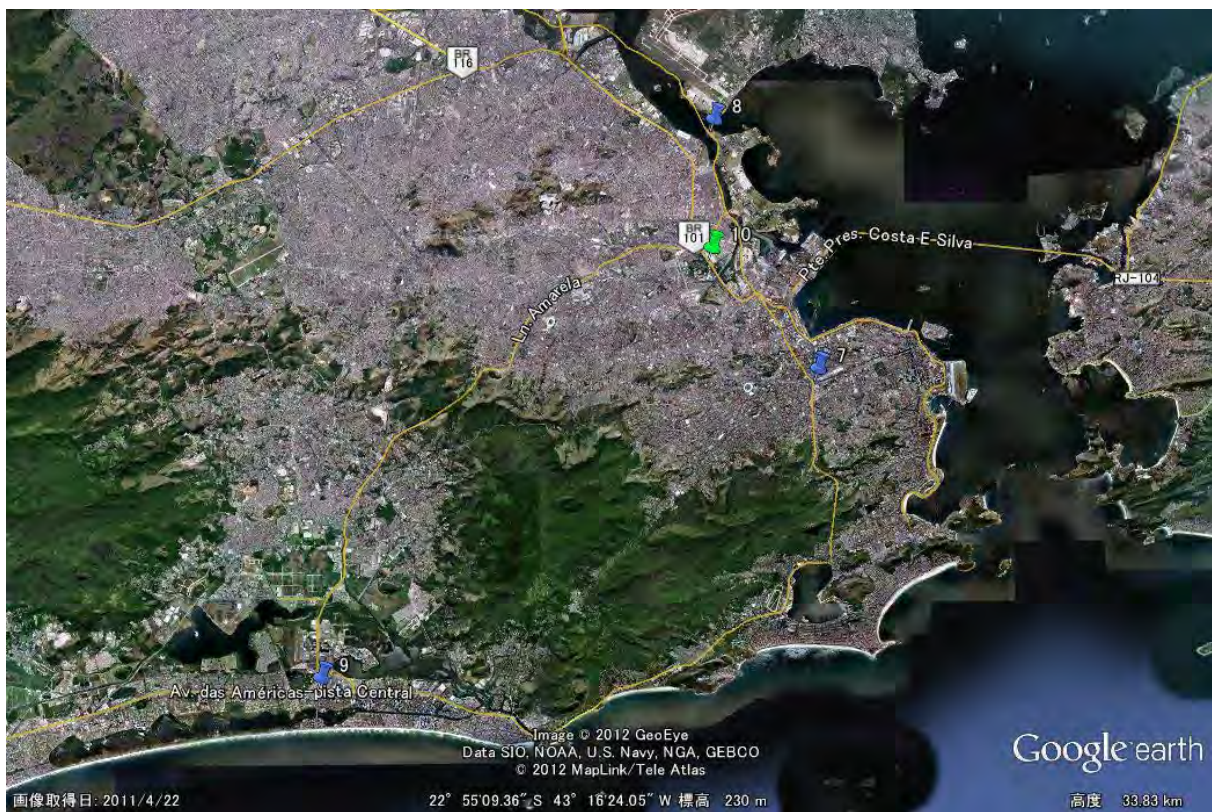 BR
116
8
BR
101
10
Pte. Pres. Costa E Silva
RJ-104
Ln. Amarela
7
9
Av. das Américas-pista Central
Image © 2012 GeoEye
Data SIO, NOAA, U.S. Navy, NGA, GEBCO
© 2012 MapLink/Tele Atlas
Google earth
画像取得日: 2011/4/22
22° 55'09.36" S 43° 16'24.05" W 標高 230 m
高度 33.83 km